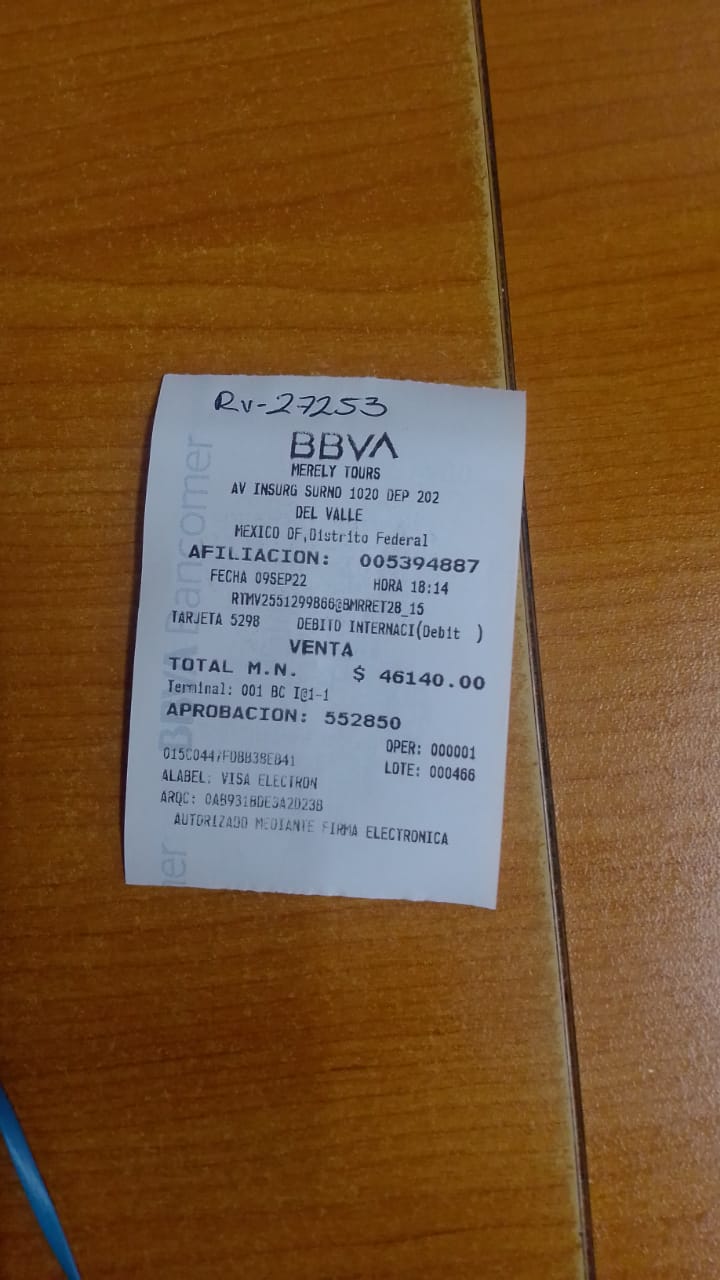 Rv-27253
BBVA
MERELY TOURS
AV INSURG SURNO 1020 DEP 202
DEL VALLE
MEXICO DF,Distrito Federal
AFILIACION: 005394887
FECHA 09SEP22 HORA 18:14
RTMV2551299866@BMRRET28_15
TARJETA 5298 DEBITO INTERNACI(Debit )
VENTA
TOTAL M.N. $ 46140.00
Terminal: 001 BC I@1-1
APROBACION: 552850
OPER: 000001
LOTE: 000466
ALABEL: VISA ELECTRON
ARQC:
AUTORIZADO MEDIANTE FIRMA ELECTRONICA
BBVA Bancomer